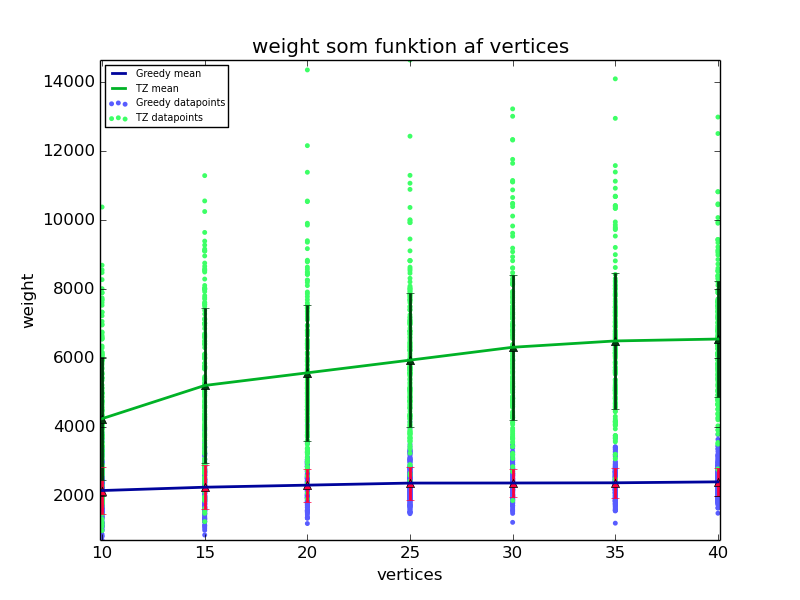 weight som funktion af vertices
Greedy mean
TZ mean
Greedy datapoints
TZ datapoints
14000
12000
10000
8000
6000
4000
2000
weight
10 15 20 25 30 35 40
vertices